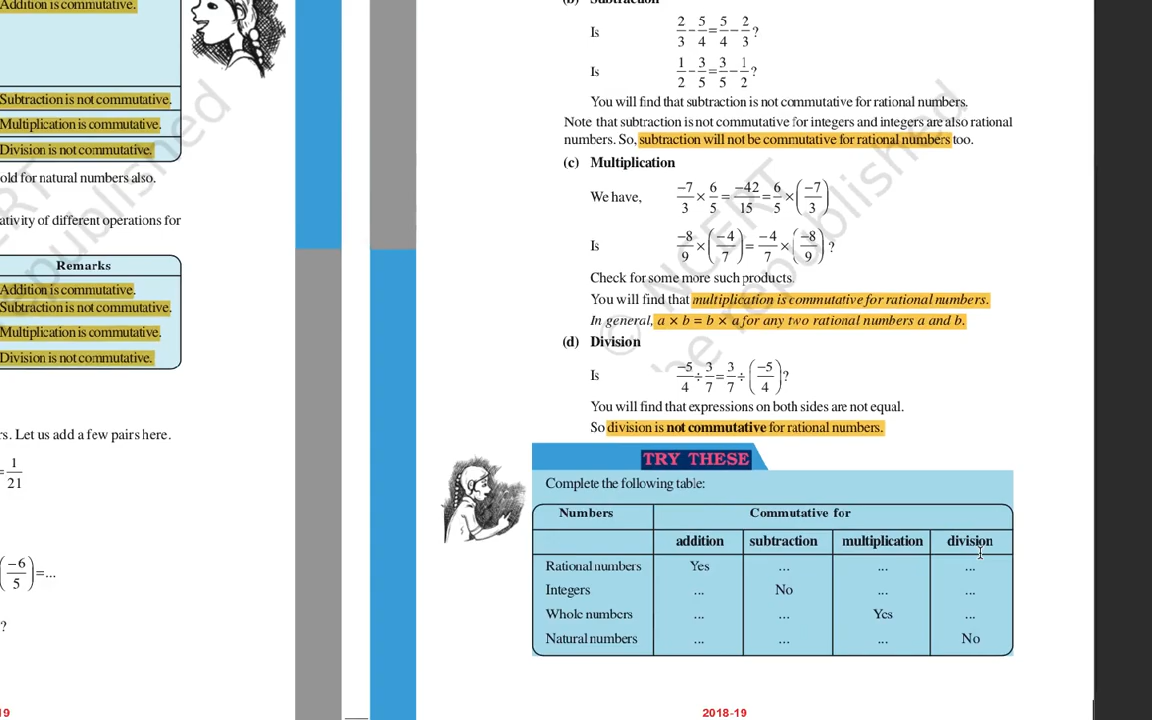 Addition is commutative.
Subtraction is not commutative.
Multiplication is commutative.
Division is not commutative.
old for natural numbers also.
ativity of different operations for
Remarks
Addition is commutative.
Subtraction is not commutative.
Multiplication is commutative.
Division is not commutative.
rs. Let us add a few pairs here.
= 1/21
(−6/5) = ...
?
19
(b) Subtraction
Is 2/3 − 5/4 = 5/4 − 2/3 ?
Is 1/2 − 3/5 = 3/5 − 1/2 ?
You will find that subtraction is not commutative for rational numbers.
Note that subtraction is not commutative for integers and integers are also rational
numbers. So, subtraction will not be commutative for rational numbers too.
(c) Multiplication
We have, −7/3 × 6/5 = −42/15 = 6/5 × (−7/3)
Is −8/9 × (−4/7) = −4/7 × (−8/9) ?
Check for some more such products.
You will find that multiplication is commutative for rational numbers.
In general, a × b = b × a for any two rational numbers a and b.
(d) Division
Is −5/4 ÷ 3/7 = 3/7 ÷ (−5/4) ?
You will find that expressions on both sides are not equal.
So division is not commutative for rational numbers.
TRY THESE
Complete the following table:
Numbers Commutative for
addition subtraction multiplication division
Rational numbers Yes ... ... ...
Integers ... No ... ...
Whole numbers ... ... Yes ...
Natural numbers ... ... ... No
2018-19
© NCERT
be republished